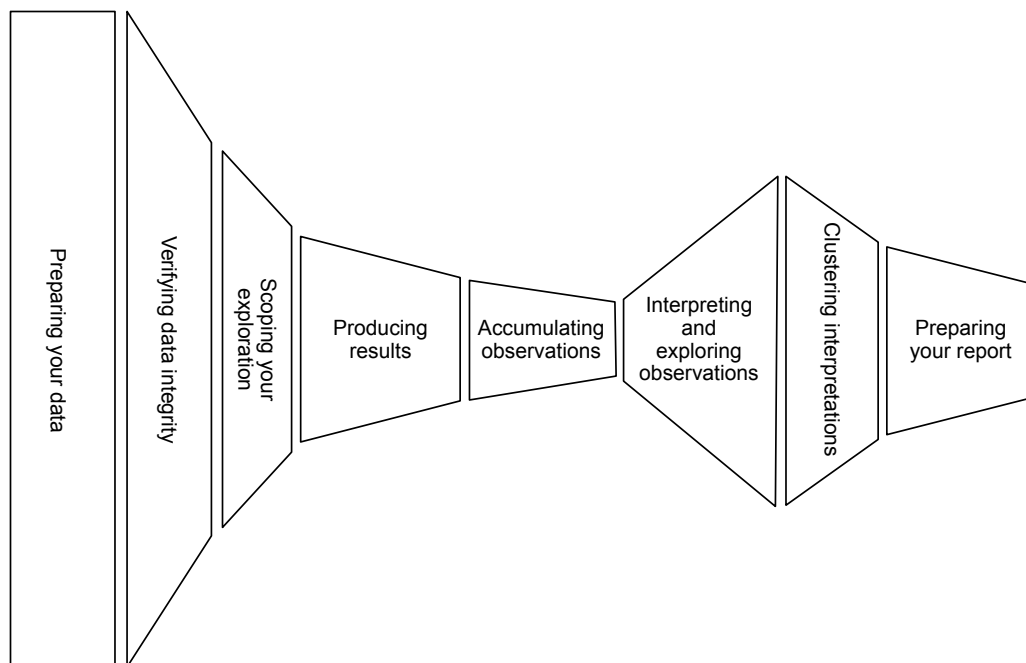 Preparing your data
Verifying data integrity
Scoping your
exploration
Producing
results
Accumulating
observations
Interpreting
and
exploring
observations
Clustering interpretations
Preparing
your report